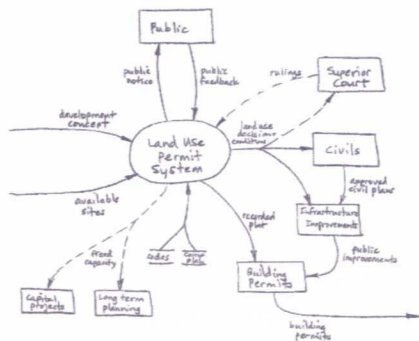 Public
public
notice
public
feedback
rulings
Superior
Court
development
concept
Land Use
Permit
System
land use
decision &
conditions
Civils
available
sites
approved
civil plans
Infrastructure
Improvements
recorded
plat
trend
capacity
codes
comp
plan
public
improvements
Building
Permits
Capital
projects
Long term
planning
building
permits